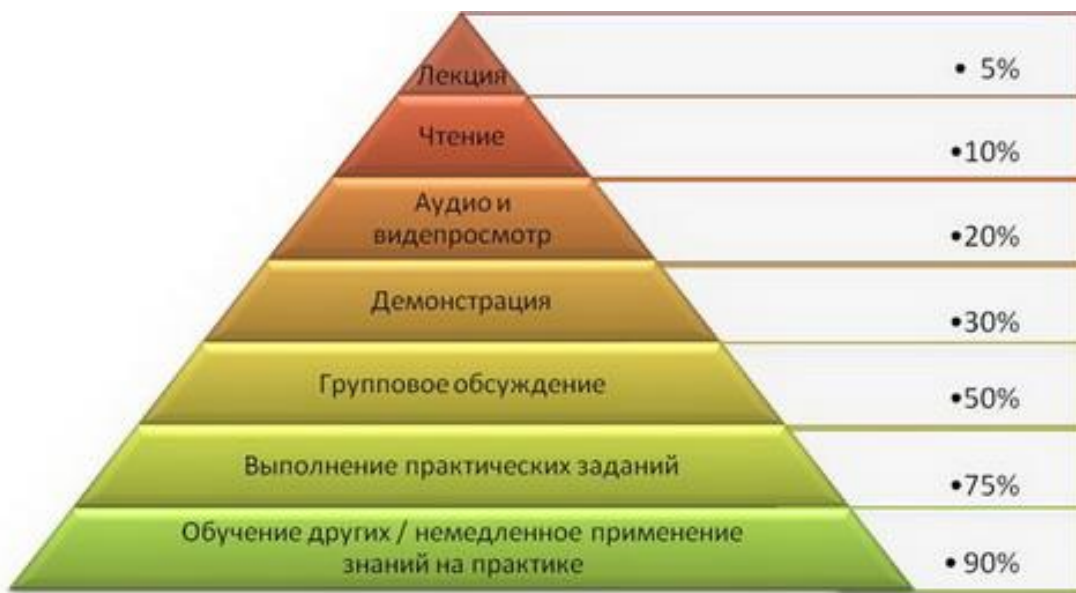 Лекция
• 5%
Чтение
•10%
Аудио и
видепросмотр
•20%
Демонстрация
•30%
Групповое обсуждение
•50%
Выполнение практических заданий
•75%
Обучение других / немедленное применение
знаний на практике
• 90%